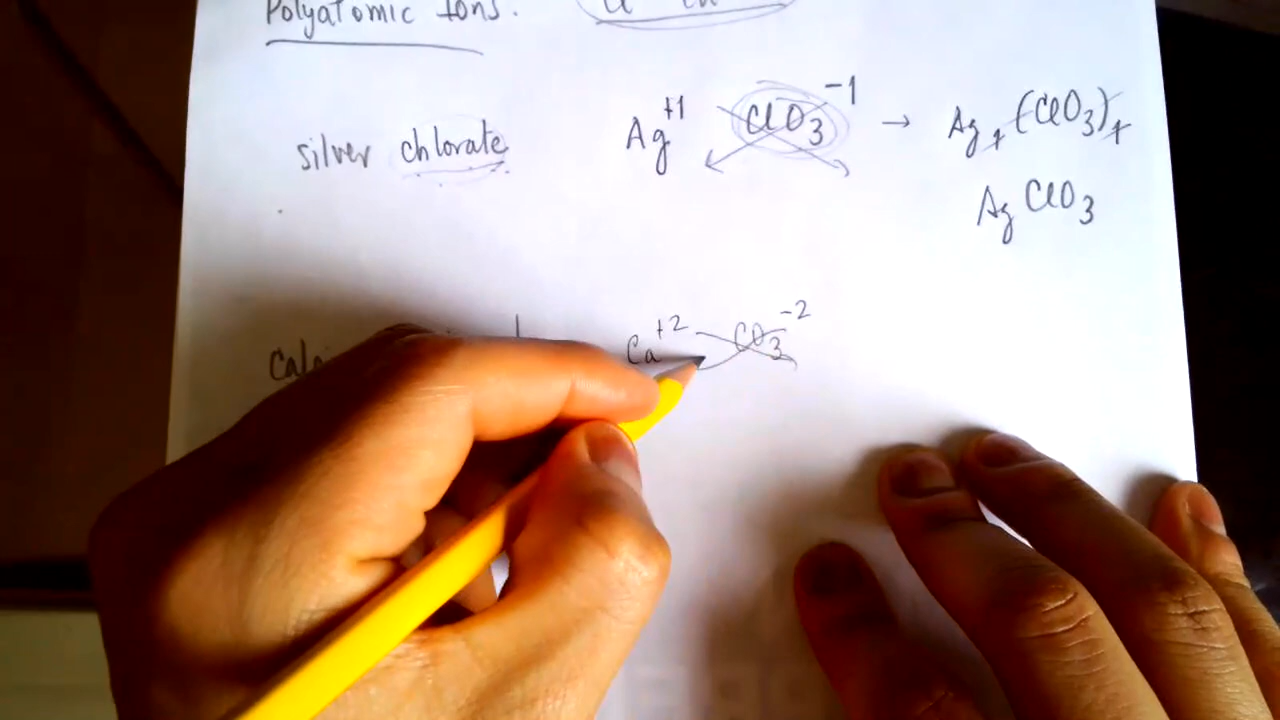 Polyatomic Ions.
silver chlorate Ag+1 ClO3-1 → Ag1(ClO3)1
AgClO3
Ca+2 CO3-2